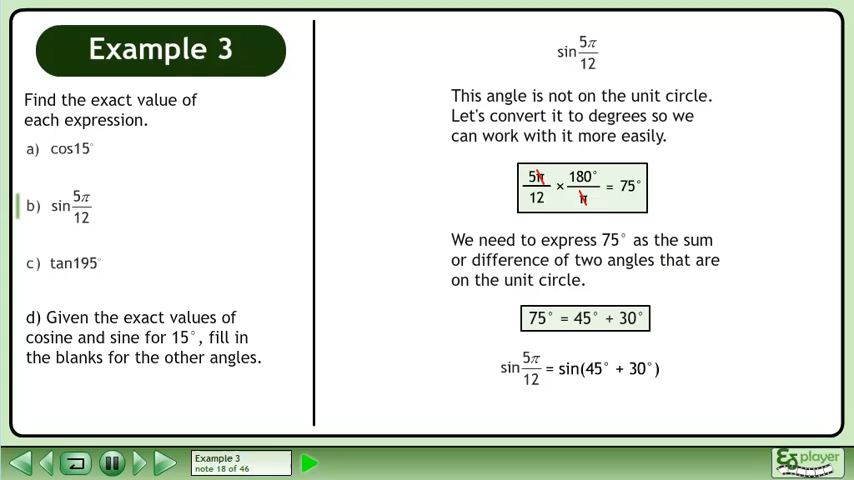 Example 3
Find the exact value of
each expression.
a) cos15°
b) sin 5π/12
c) tan195°
d) Given the exact values of
cosine and sine for 15°, fill in
the blanks for the other angles.
sin 5π/12
This angle is not on the unit circle.
Let's convert it to degrees so we
can work with it more easily.
5π/12 × 180°/π = 75°
We need to express 75° as the sum
or difference of two angles that are
on the unit circle.
75° = 45° + 30°
sin 5π/12 = sin(45° + 30°)
Example 3
note 18 of 46
player